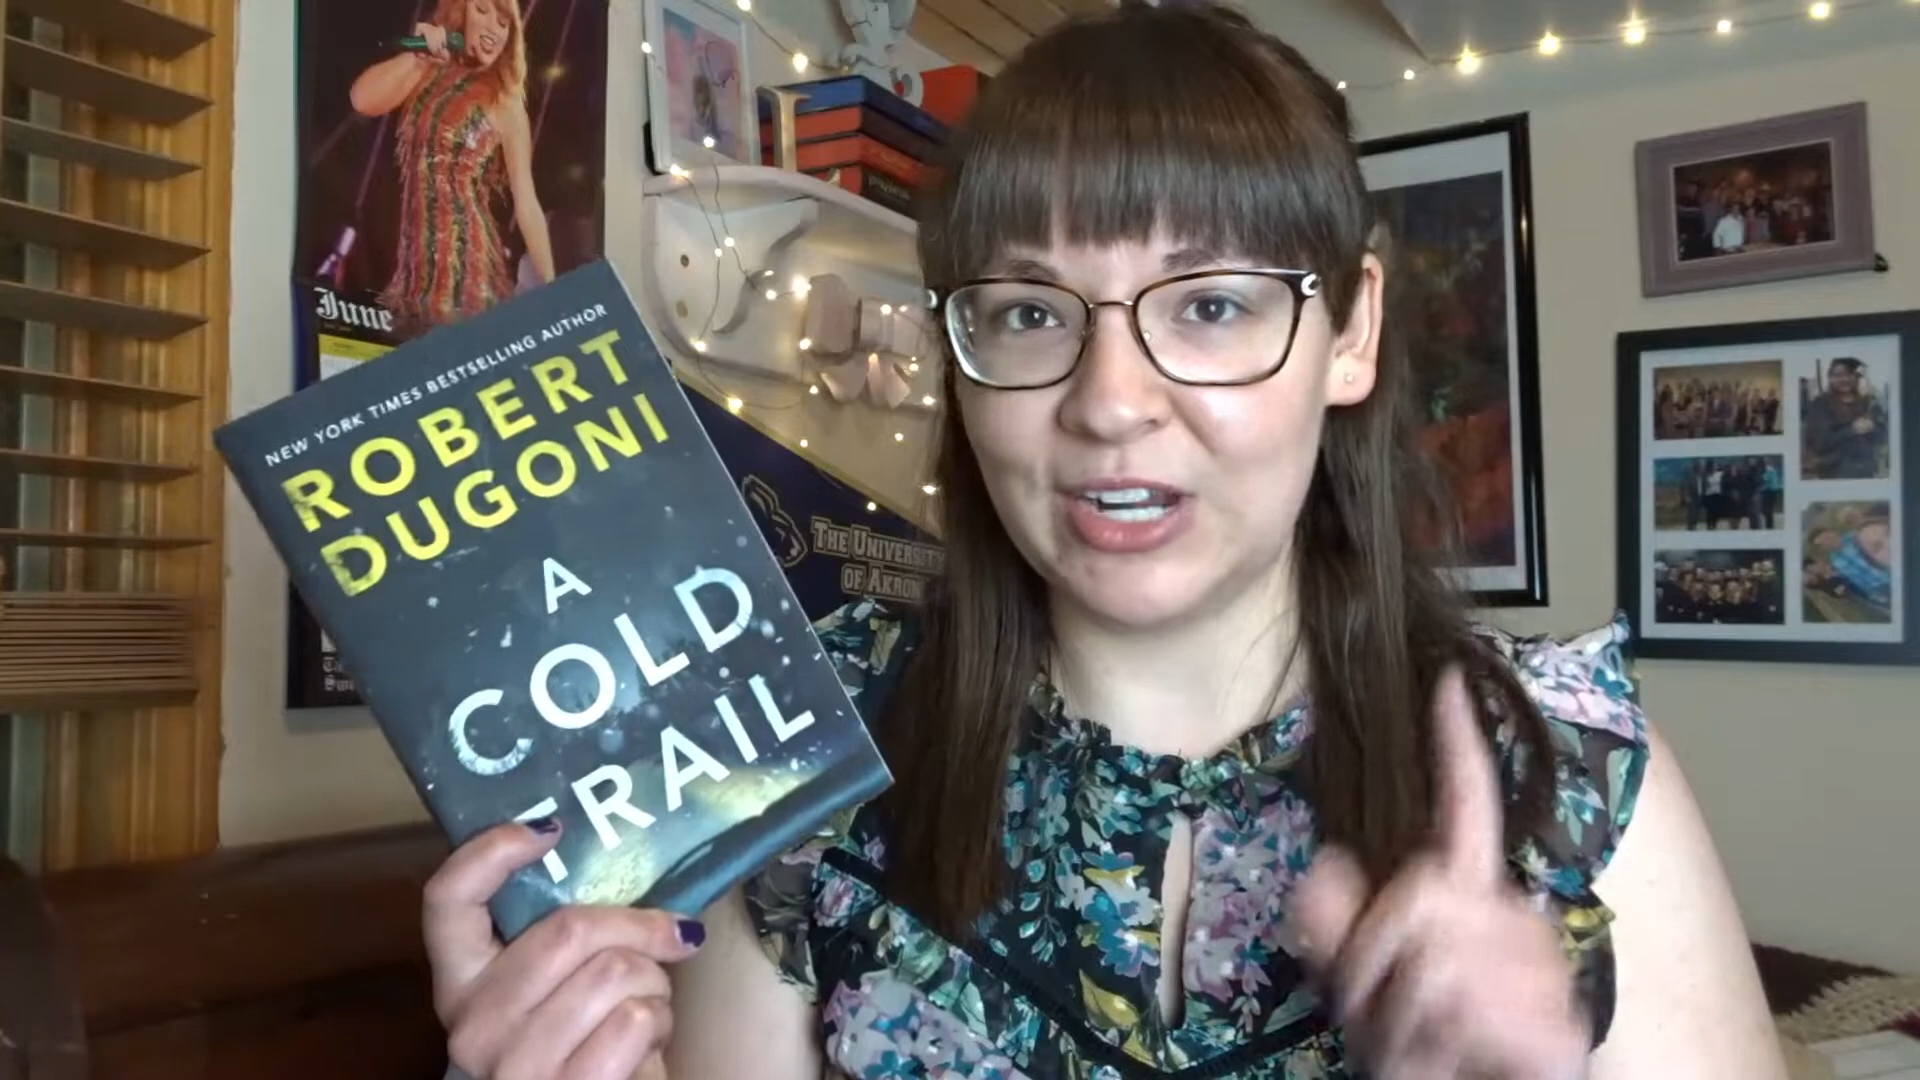 June
NEW YORK TIMES BESTSELLING AUTHOR
ROBERT
DUGONI
A
COLD
TRAIL
THE UNIVERSITY
OF AKRON